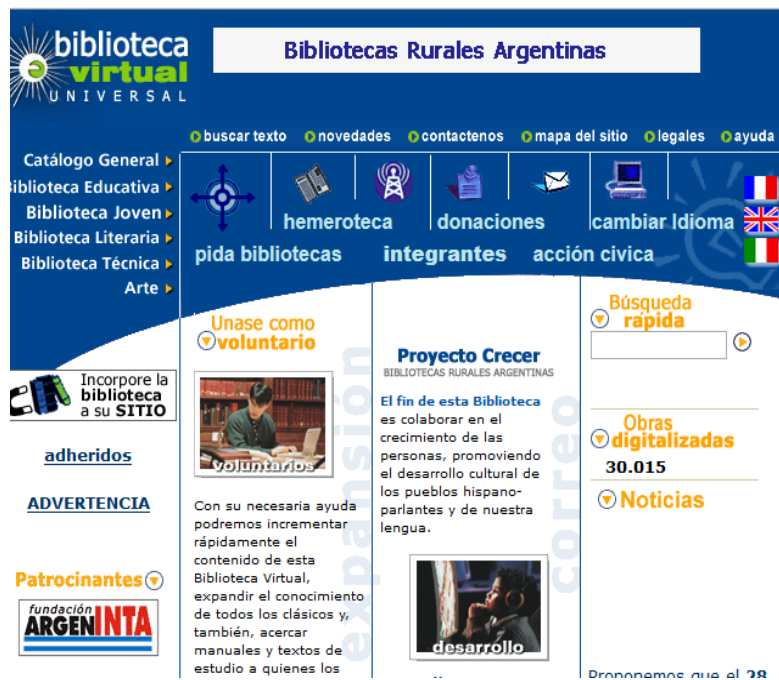 biblioteca
virtual
UNIVERSAL
Bibliotecas Rurales Argentinas
buscar texto novedades contactenos mapa del sitio legales ayuda
Catálogo General
Biblioteca Educativa
Biblioteca Joven
Biblioteca Literaria
Biblioteca Técnica
Arte
hemeroteca donaciones cambiar Idioma
pida bibliotecas integrantes acción civica
Incorpore la
biblioteca
a su SITIO
adheridos
ADVERTENCIA
Patrocinantes
fundación
ARGENINTA
Unase como
voluntario
voluntarios
Con su necesaria ayuda
podremos incrementar
rápidamente el
contenido de esta
Biblioteca Virtual,
expandir el conocimiento
de todos los clásicos y,
también, acercar
manuales y textos de
estudio a quienes los
expansión
Proyecto Crecer
BIBLIOTECAS RURALES ARGENTINAS
El fin de esta Biblioteca
es colaborar en el
crecimiento de las
personas, promoviendo
el desarrollo cultural de
los pueblos hispano-
parlantes y de nuestra
lengua.
desarrollo
correo
Búsqueda
rápida
Obras
digitalizadas
30.015
Noticias
Proponemos que el 28